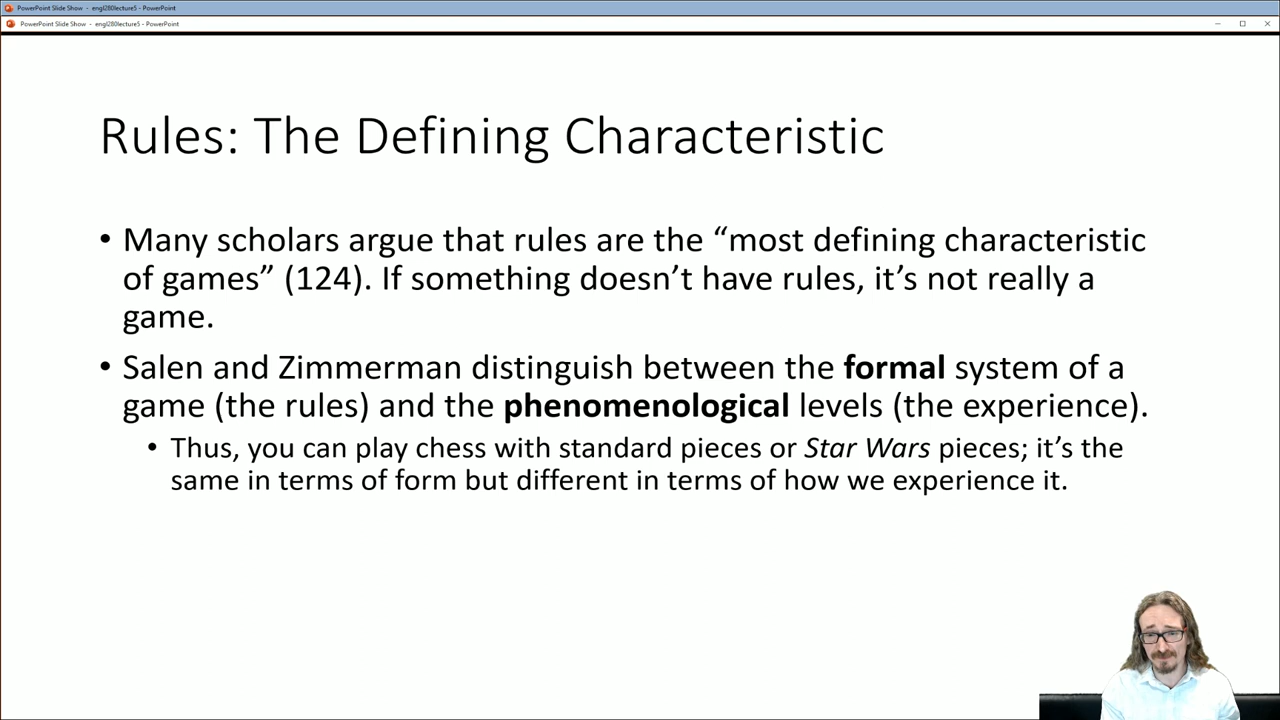 PowerPoint Slide Show - engl280lecture5 - PowerPoint
PowerPoint Slide Show - engl280lecture5 - PowerPoint
Rules: The Defining Characteristic
• Many scholars argue that rules are the “most defining characteristic
of games” (124). If something doesn’t have rules, it’s not really a
game.
• Salen and Zimmerman distinguish between the formal system of a
game (the rules) and the phenomenological levels (the experience).
• Thus, you can play chess with standard pieces or Star Wars pieces; it’s the
same in terms of form but different in terms of how we experience it.